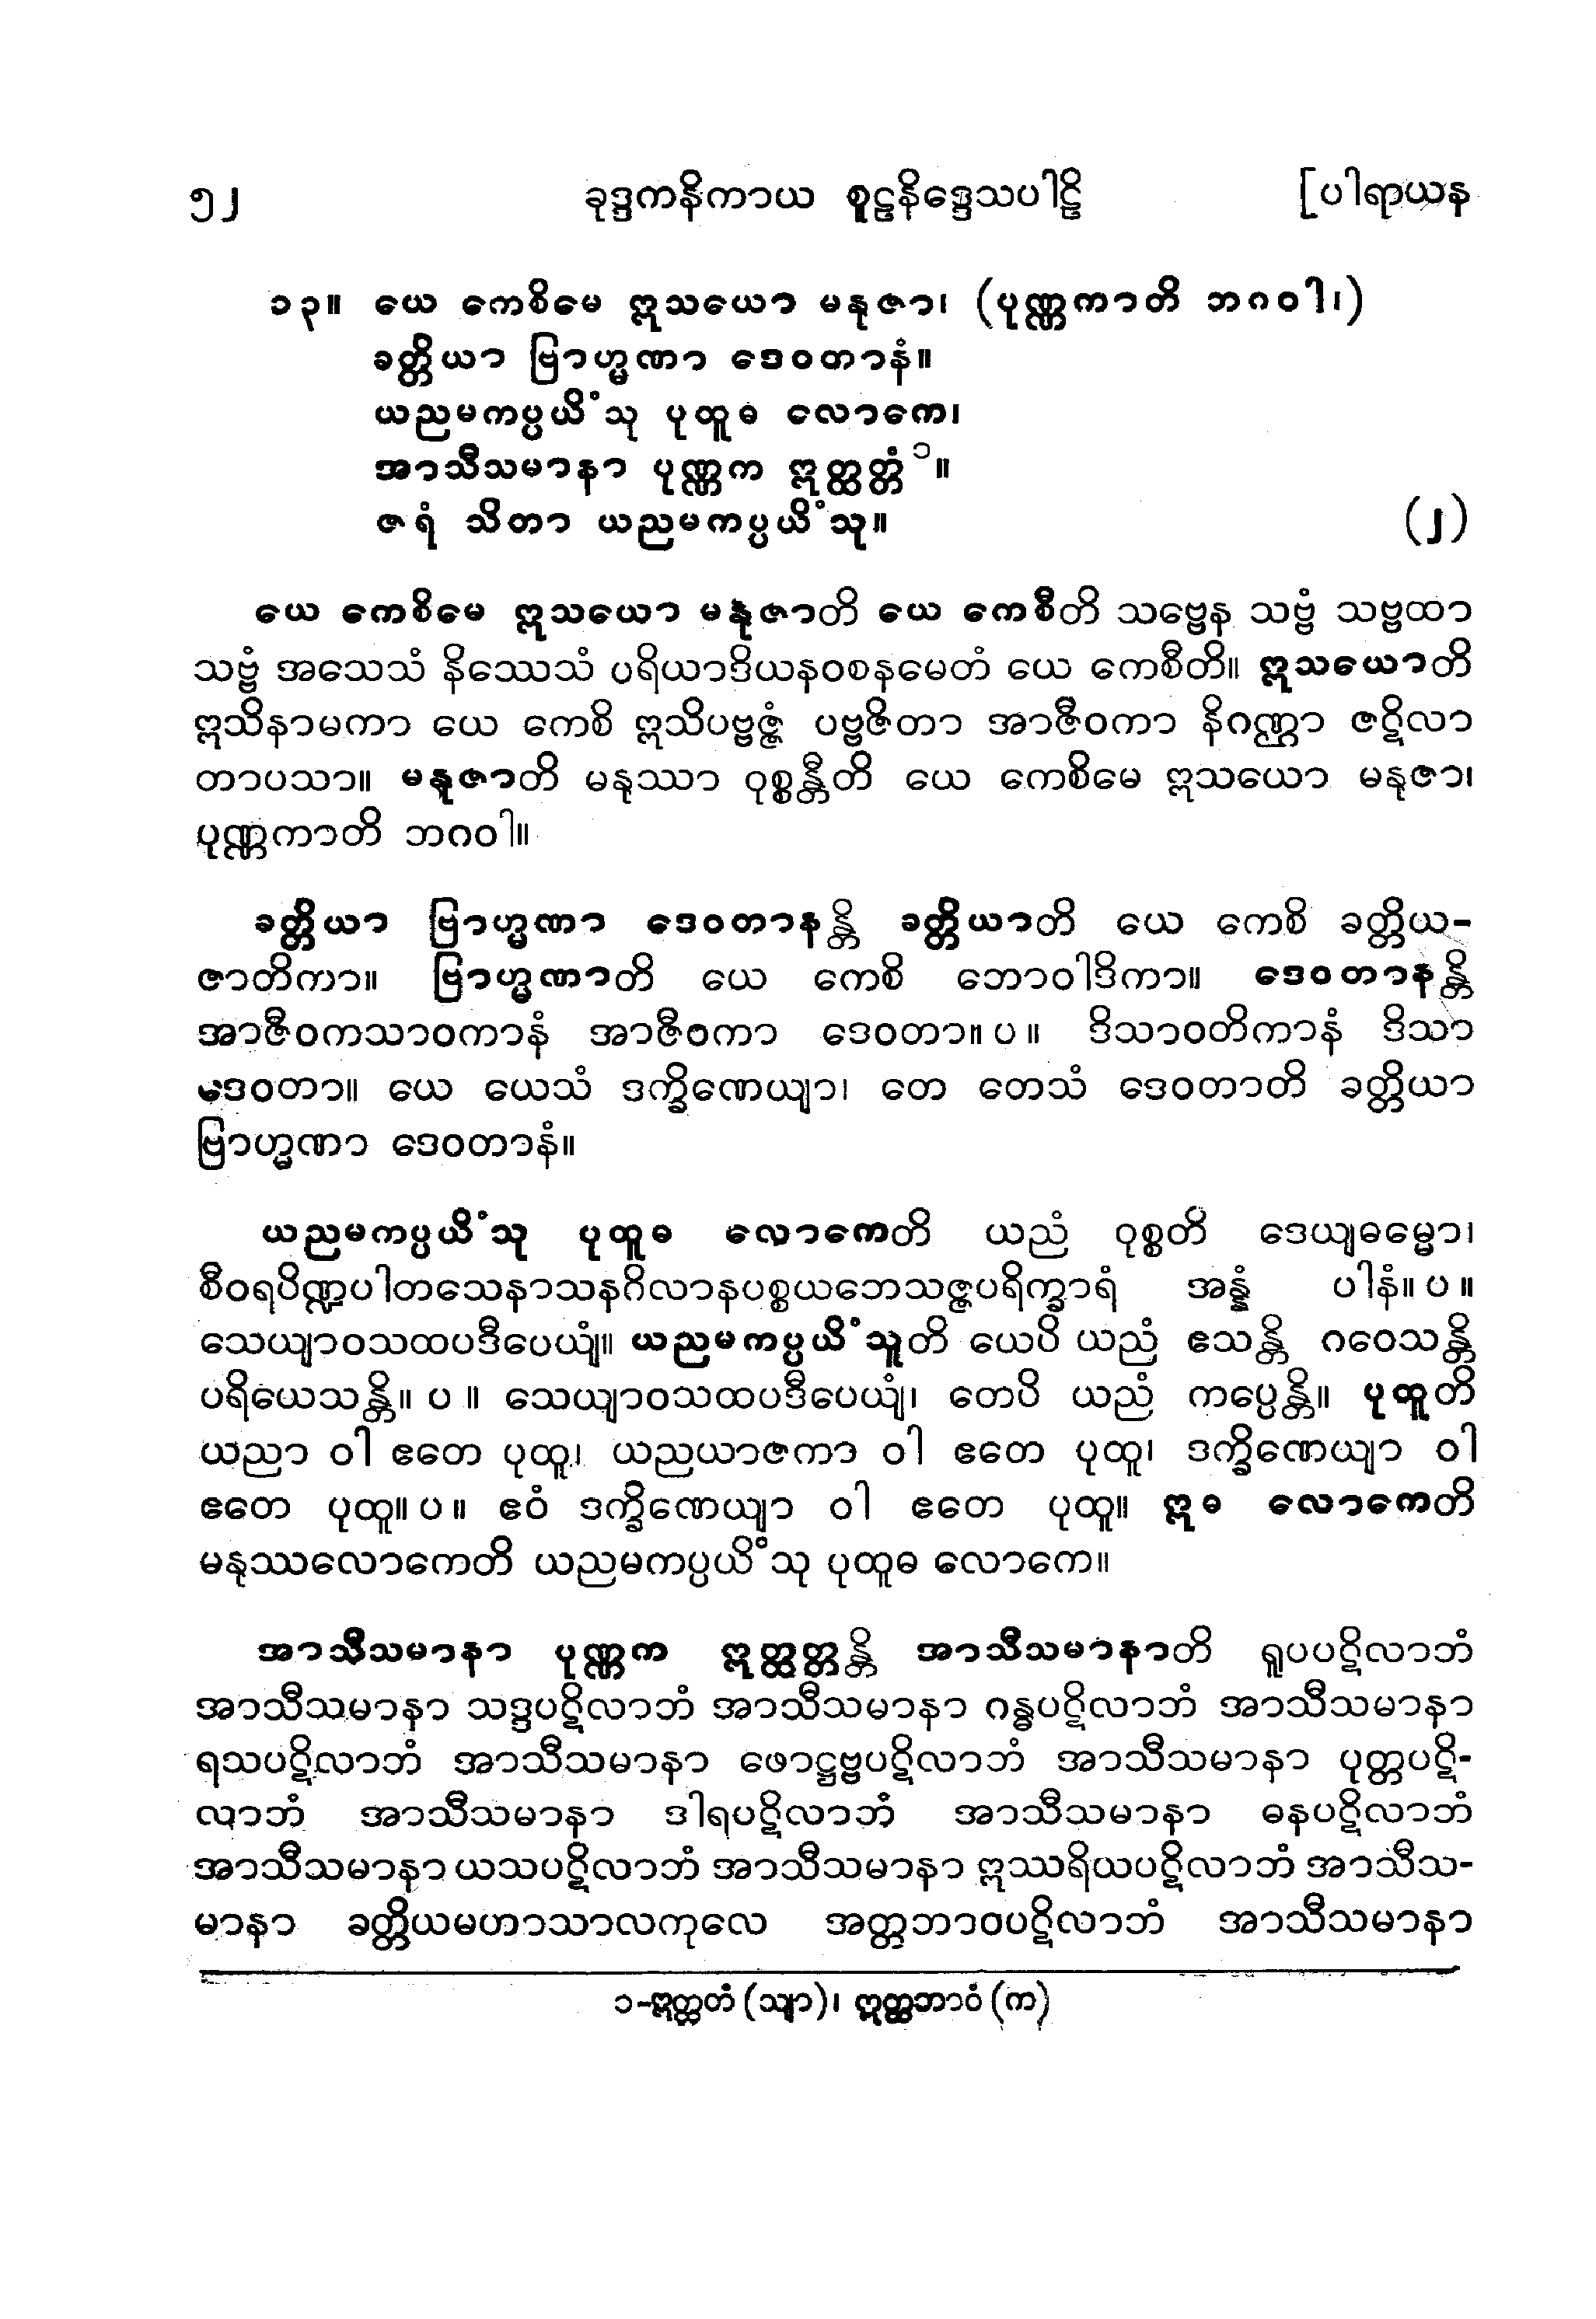 ၅၂ ခုဒ္ဒကနိကာယ စူဠနိဒ္ဒေသပါဠိ [ပါရာယန
၁၃။ ယေ ကေစိမေ ဣသယော မနုဇာ၊ (ပုဏ္ဏကာတိ ဘဂဝါ၊)
ခတ္တိယာ ဗြာဟ္မဏာ ဒေဝတာနံ။
ယညမကပ္ပယိံသု ပုထူဓ လောကေ၊
အာသီသမာနာ ပုဏ္ဏက ဣတ္ထတ္တံ ၁။
ဇရံ သိတာ ယညမကပ္ပယိံသု။ (၂)
ယေ ကေစိမေ ဣသယော မနုဇာတိ ယေ ကေစီတိ သဗ္ဗေန သဗ္ဗံ သဗ္ဗထာ
သဗ္ဗံ အသေသံ နိဿေသံ ပရိယာဒိယနဝစနမေတံ ယေ ကေစီတိ။ ဣသယောတိ
ဣသိနာမကာ ယေ ကေစိ ဣသိပဗ္ဗဇ္ဇံ ပဗ္ဗဇိတာ အာဇီဝကာ နိဂဏ္ဌာ ဇဋိလာ
တာပသာ။ မနုဇာတိ မနုဿာ ဝုစ္စန္တီတိ ယေ ကေစိမေ ဣသယော မနုဇာ၊
ပုဏ္ဏကာတိ ဘဂဝါ။
ခတ္တိယာ ဗြာဟ္မဏာ ဒေဝတာနန္တိ ခတ္တိယာတိ ယေ ကေစိ ခတ္တိယ-
ဇာတိကာ။ ဗြာဟ္မဏာတိ ယေ ကေစိ ဘောဝါဒိကာ။ ဒေဝတာနန္တိ
အာဇီဝကသာဝကာနံ အာဇီဝကာ ဒေဝတာ။ ပ ။ ဒိသာဝတိကာနံ ဒိသာ
ဒေဝတာ။ ယေ ယေသံ ဒက္ခိဏေယျာ၊ တေ တေသံ ဒေဝတာတိ ခတ္တိယာ
ဗြာဟ္မဏာ ဒေဝတာနံ။
ယညမကပ္ပယိံသု ပုထူဓ လောကေတိ ယညံ ဝုစ္စတိ ဒေယျဓမ္မော၊
စီဝရပိဏ္ဍပါတသေနာသနဂိလာနပစ္စယဘေသဇ္ဇပရိက္ခာရံ အန္နံ ပါနံ။ ပ ။
သေယျာဝသထပဒီပေယျံ။ ယညမကပ္ပယိံသူတိ ယေပိ ယညံ ဧသန္တိ ဂဝေသန္တိ
ပရိယေသန္တိ။ ပ ။ သေယျာဝသထပဒီပေယျံ၊ တေပိ ယညံ ကပ္ပေန္တိ။ ပုထူတိ
ယညာ ဝါ ဧတေ ပုထူ၊ ယညယာဇကာ ဝါ ဧတေ ပုထူ၊ ဒက္ခိဏေယျာ ဝါ
ဧတေ ပုထူ။ ပ ။ ဧဝံ ဒက္ခိဏေယျာ ဝါ ဧတေ ပုထူ။ ဣဓ လောကေတိ
မနုဿလောကေတိ ယညမကပ္ပယိံသု ပုထူဓ လောကေ။
အာသီသမာနာ ပုဏ္ဏက ဣတ္ထတ္တန္တိ အာသီသမာနာတိ ရူပပဋိလာဘံ
အာသီသမာနာ သဒ္ဒပဋိလာဘံ အာသီသမာနာ ဂန္ဓပဋိလာဘံ အာသီသမာနာ
ရသပဋိလာဘံ အာသီသမာနာ ဖောဋ္ဌဗ္ဗပဋိလာဘံ အာသီသမာနာ ပုတ္တပဋိ-
လာဘံ အာသီသမာနာ ဒါရပဋိလာဘံ အာသီသမာနာ ဓနပဋိလာဘံ
အာသီသမာနာ ယသပဋိလာဘံ အာသီသမာနာ ဣဿရိယပဋိလာဘံ အာသီသ-
မာနာ ခတ္တိယမဟာသာလကုလေ အတ္တဘာဝပဋိလာဘံ အာသီသမာနာ
၁-ဣတ္ထတံ (သျာ)၊ ဣတ္ထဘာဝံ (က)